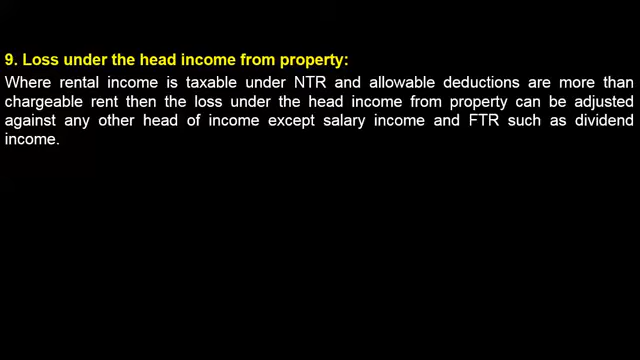 9. Loss under the head income from property:
Where rental income is taxable under NTR and allowable deductions are more than
chargeable rent then the loss under the head income from property can be adjusted
against any other head of income except salary income and FTR such as dividend
income.